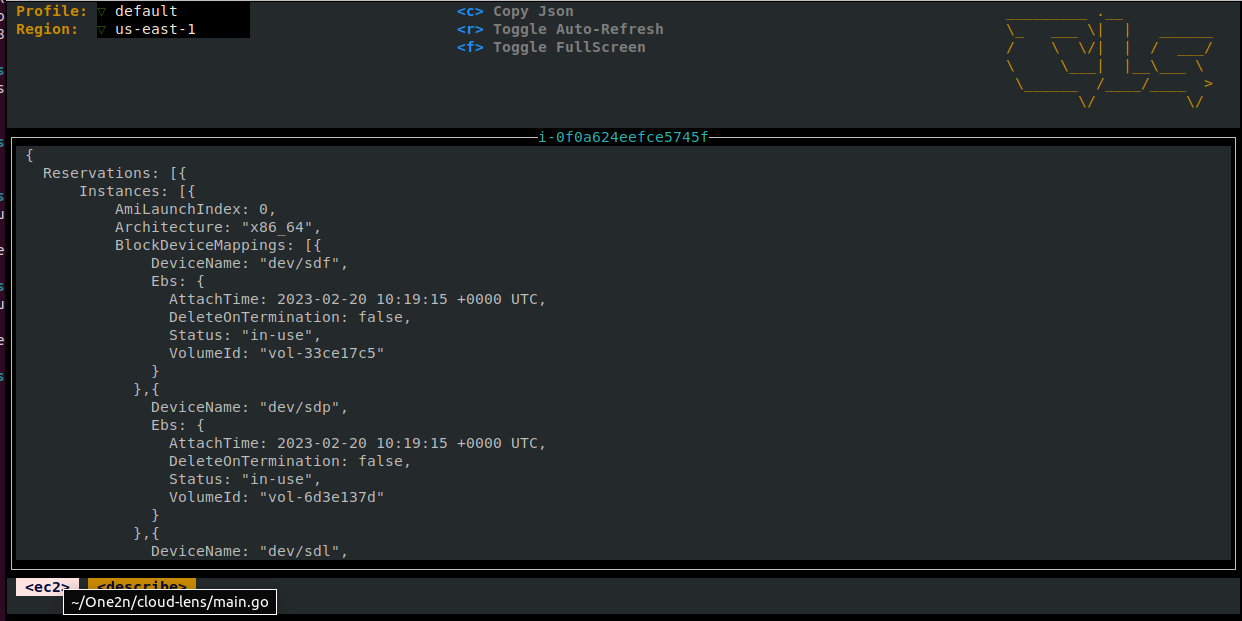 Profile: ▽ default
Region: ▽ us-east-1
<c> Copy Json
<r> Toggle Auto-Refresh
<f> Toggle FullScreen
i-0f0a624eefce5745f
{
Reservations: [{
Instances: [{
AmiLaunchIndex: 0,
Architecture: "x86_64",
BlockDeviceMappings: [{
DeviceName: "dev/sdf",
Ebs: {
AttachTime: 2023-02-20 10:19:15 +0000 UTC,
DeleteOnTermination: false,
Status: "in-use",
VolumeId: "vol-33ce17c5"
}
},{
DeviceName: "dev/sdp",
Ebs: {
AttachTime: 2023-02-20 10:19:15 +0000 UTC,
DeleteOnTermination: false,
Status: "in-use",
VolumeId: "vol-6d3e137d"
}
},{
DeviceName: "dev/sdl",
<ec2> <describe>
~/One2n/cloud-lens/main.go